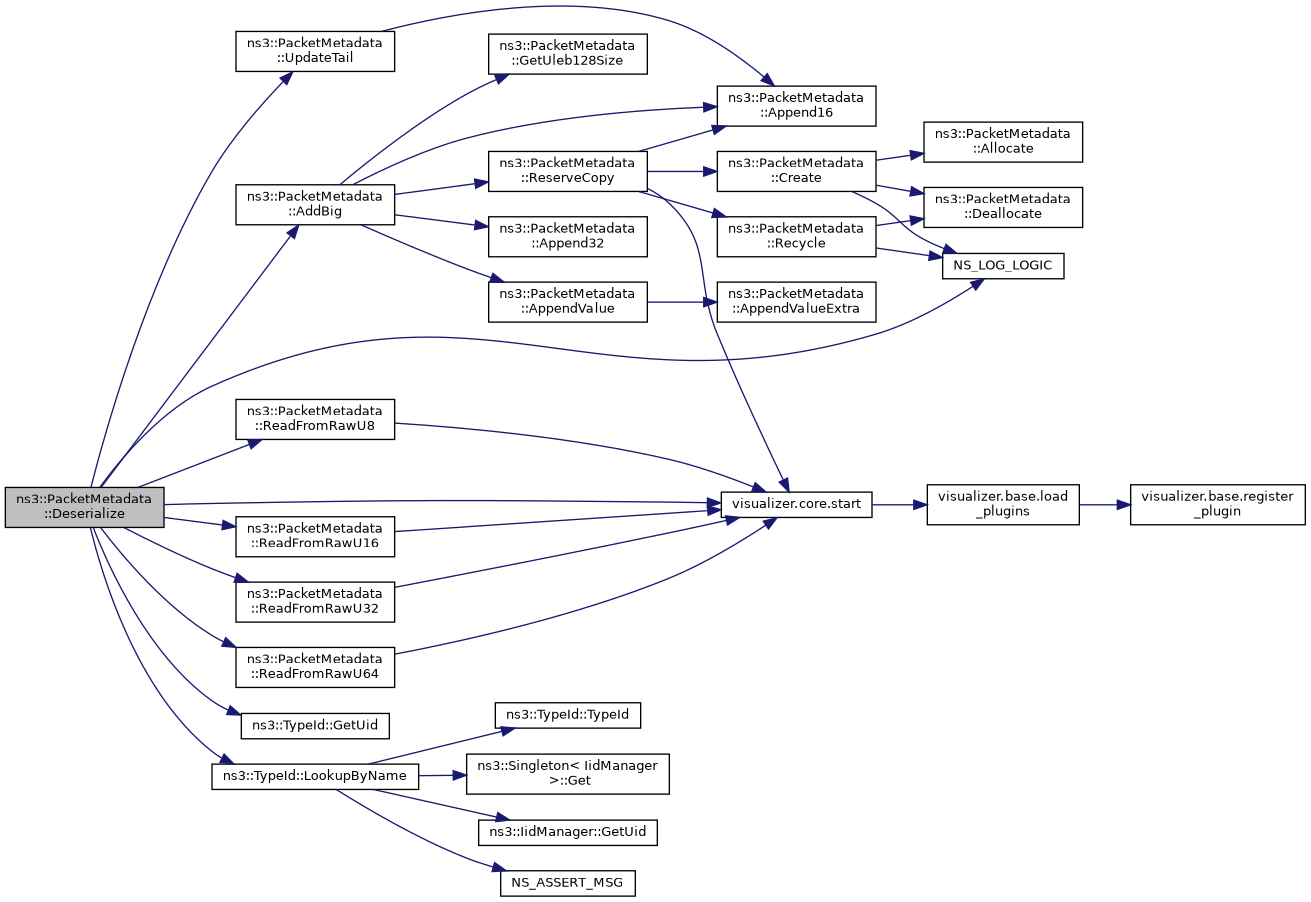 ns3::PacketMetadata
::Deserialize
ns3::PacketMetadata
::UpdateTail
ns3::PacketMetadata
::AddBig
ns3::PacketMetadata
::ReadFromRawU8
ns3::PacketMetadata
::ReadFromRawU16
ns3::PacketMetadata
::ReadFromRawU32
ns3::PacketMetadata
::ReadFromRawU64
ns3::TypeId::GetUid
ns3::TypeId::LookupByName
ns3::PacketMetadata
::GetUleb128Size
ns3::PacketMetadata
::ReserveCopy
ns3::PacketMetadata
::Append32
ns3::PacketMetadata
::AppendValue
ns3::TypeId::TypeId
ns3::Singleton< IidManager
>::Get
ns3::IidManager::GetUid
NS_ASSERT_MSG
ns3::PacketMetadata
::Append16
ns3::PacketMetadata
::Create
ns3::PacketMetadata
::Recycle
ns3::PacketMetadata
::AppendValueExtra
visualizer.core.start
ns3::PacketMetadata
::Allocate
ns3::PacketMetadata
::Deallocate
NS_LOG_LOGIC
visualizer.base.load
_plugins
visualizer.base.register
_plugin